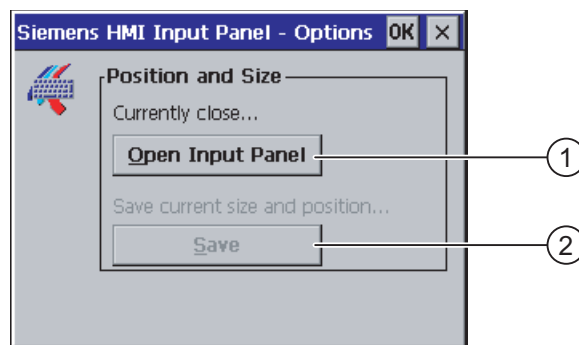 Siemens HMI Input Panel - Options OK ×
Position and Size
Currently close...
Open Input Panel
1
Save current size and position...
Save
2